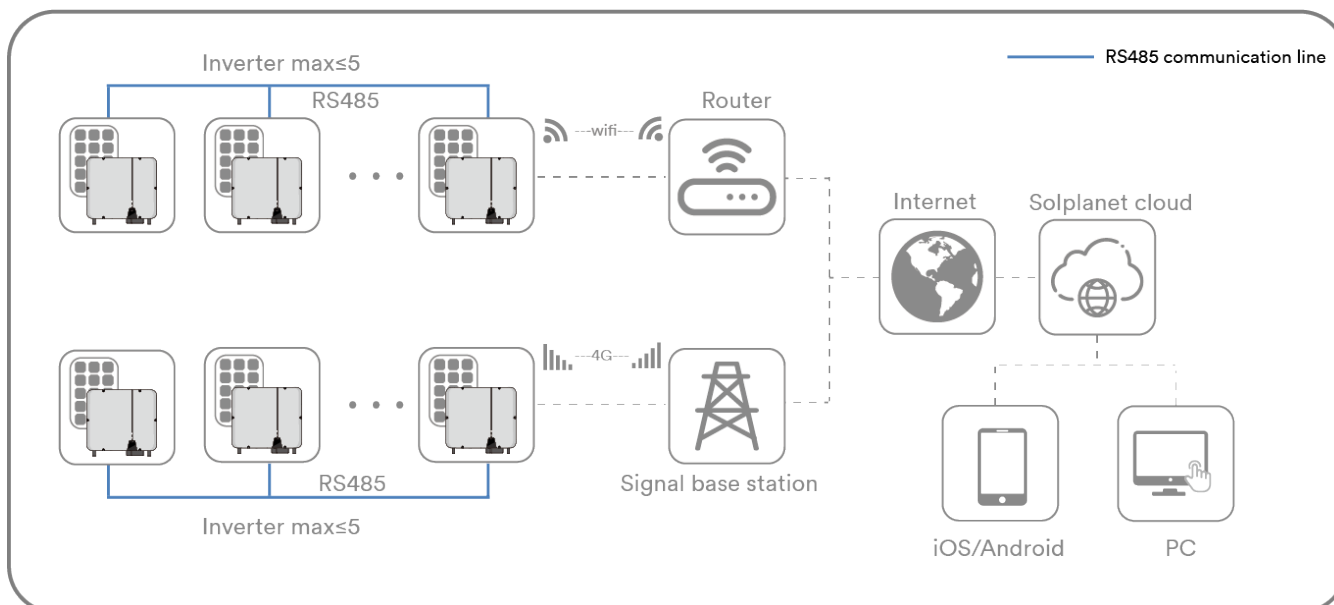 Inverter max≤5
RS485 communication line
RS485
Router
wifi
Internet
Solplanet cloud
4G
RS485
Signal base station
Inverter max≤5
iOS/Android
PC